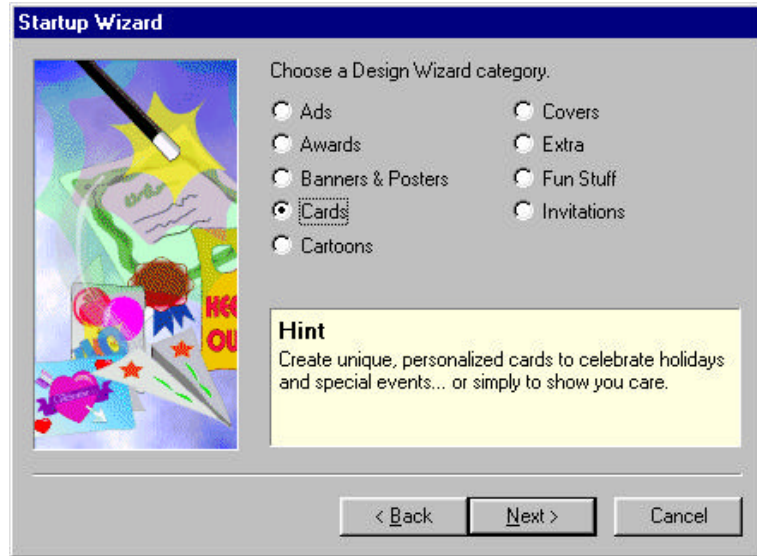 Startup Wizard
Choose a Design Wizard category.
Ads
Awards
Banners & Posters
Cards
Cartoons
Covers
Extra
Fun Stuff
Invitations
Hint
Create unique, personalized cards to celebrate holidays
and special events... or simply to show you care.
< Back
Next >
Cancel